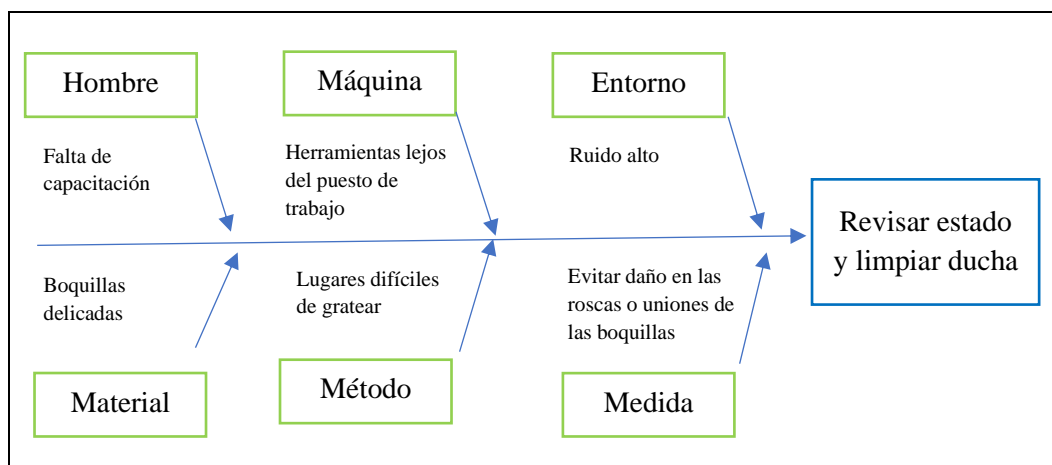 Hombre
Máquina
Entorno
Falta de
capacitación
Herramientas lejos
del puesto de
trabajo
Ruido alto
Revisar estado
y limpiar ducha
Boquillas
delicadas
Lugares difíciles
de gratear
Evitar daño en las
roscas o uniones de
las boquillas
Material
Método
Medida